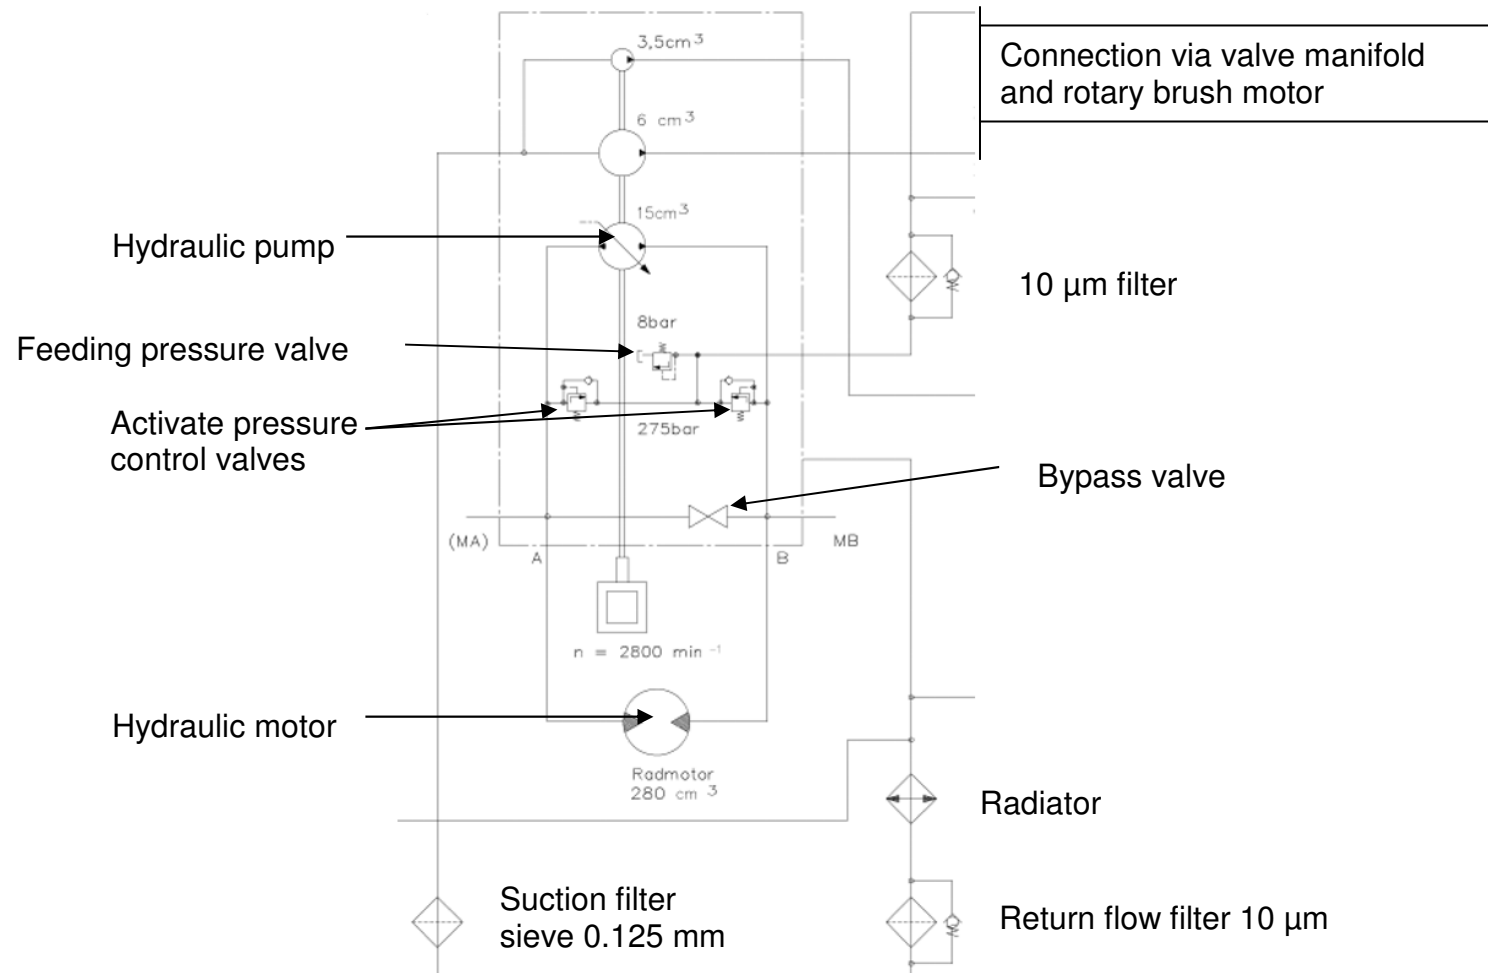 3,5cm³
Connection via valve manifold
and rotary brush motor
6 cm³
15cm³
Hydraulic pump
10 µm filter
8bar
Feeding pressure valve
Activate pressure
control valves
275bar
Bypass valve
(MA)
A
B
MB
n = 2800 min⁻¹
Hydraulic motor
Radmotor
280 cm³
Radiator
Suction filter
sieve 0.125 mm
Return flow filter 10 µm